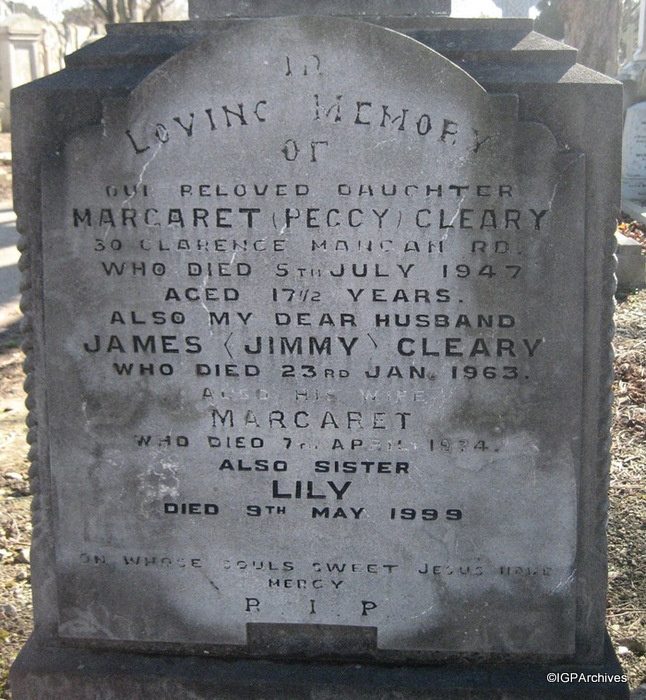 IN
LOVING MEMORY
OF
OUR BELOVED DAUGHTER
MARGARET (PEGGY) CLEARY
30 CLARENCE MANGAN RD.
WHO DIED 5TH JULY 1947
AGED 17 1/2 YEARS.
ALSO MY DEAR HUSBAND
JAMES (JIMMY) CLEARY
WHO DIED 23RD JAN. 1963.
ALSO HIS WIFE
MARGARET
WHO DIED 7TH APRIL
ALSO SISTER
LILY
DIED 9TH MAY 1999
ON WHOSE SOULS SWEET JESUS HAVE
MERCY
R.I.P.
©IGPArchives